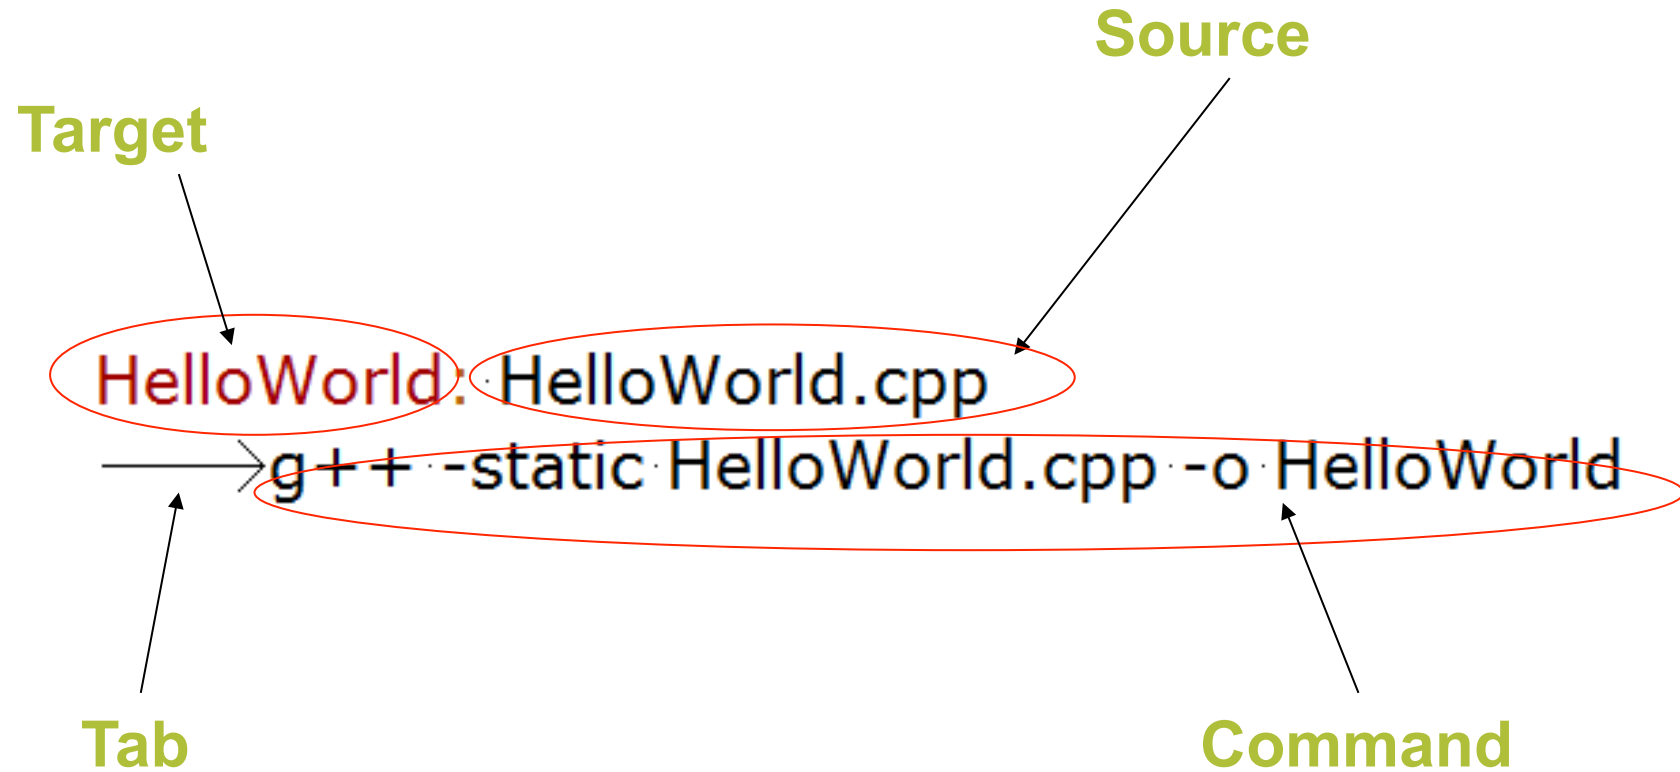 Source
Target
HelloWorld: HelloWorld.cpp
g++ -static HelloWorld.cpp -o HelloWorld
Tab
Command